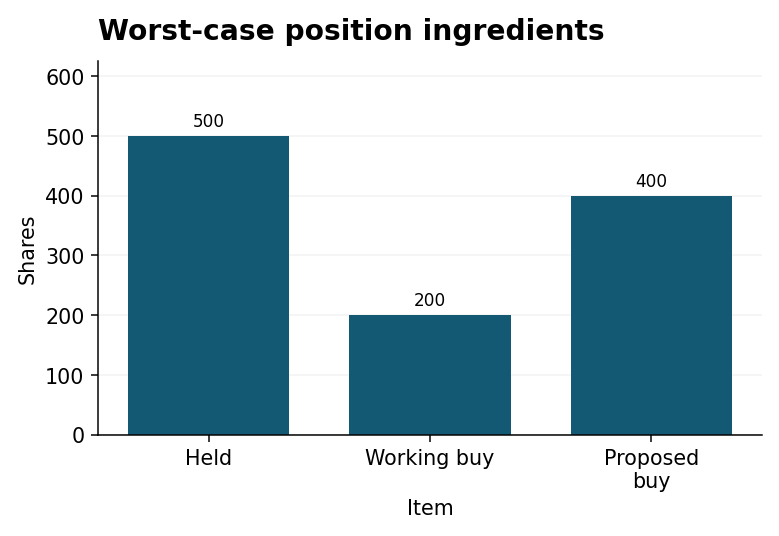 Worst-case position ingredients
Shares
600
500
400
300
200
100
0
500
200
400
Held
Working buy
Proposed
buy
Item